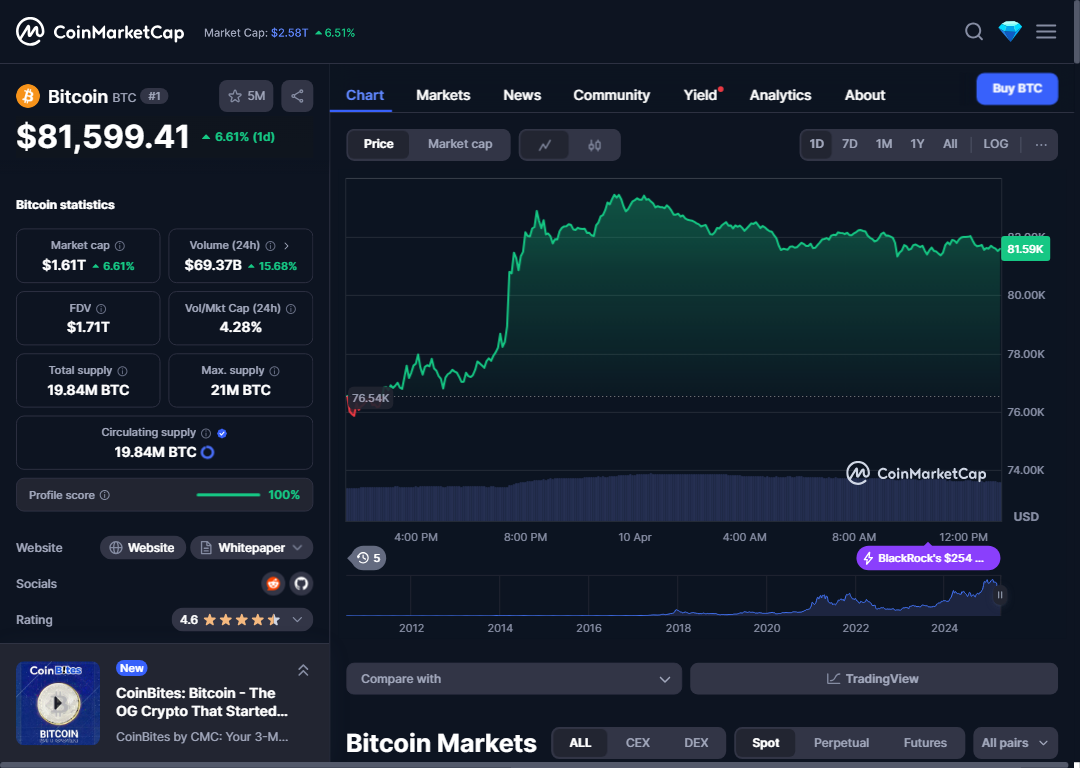 CoinMarketCap
Market Cap: $2.58T 6.51%
Bitcoin BTC #1
5M
$81,599.41 6.61% (1d)
Bitcoin statistics
Market cap
$1.61T 6.61%
Volume (24h)
$69.37B 15.68%
FDV
$1.71T
Vol/Mkt Cap (24h)
4.28%
Total supply
19.84M BTC
Max. supply
21M BTC
Circulating supply
19.84M BTC
Profile score 100%
Website Website Whitepaper
Socials
Rating 4.6
CoinBites
BITCOIN
New
CoinBites: Bitcoin - The
OG Crypto That Started...
CoinBites by CMC: Your 3-M...
Chart Markets News Community Yield Analytics About
Buy BTC
Price Market cap
1D 7D 1M 1Y All LOG ...
82.00K
81.59K
80.00K
78.00K
76.54K
76.00K
74.00K
CoinMarketCap
USD
4:00 PM 8:00 PM 10 Apr 4:00 AM 8:00 AM 12:00 PM
5
BlackRock's $254 ...
2012 2014 2016 2018 2020 2022 2024
Compare with
TradingView
Bitcoin Markets
ALL CEX DEX
Spot Perpetual Futures
All pairs